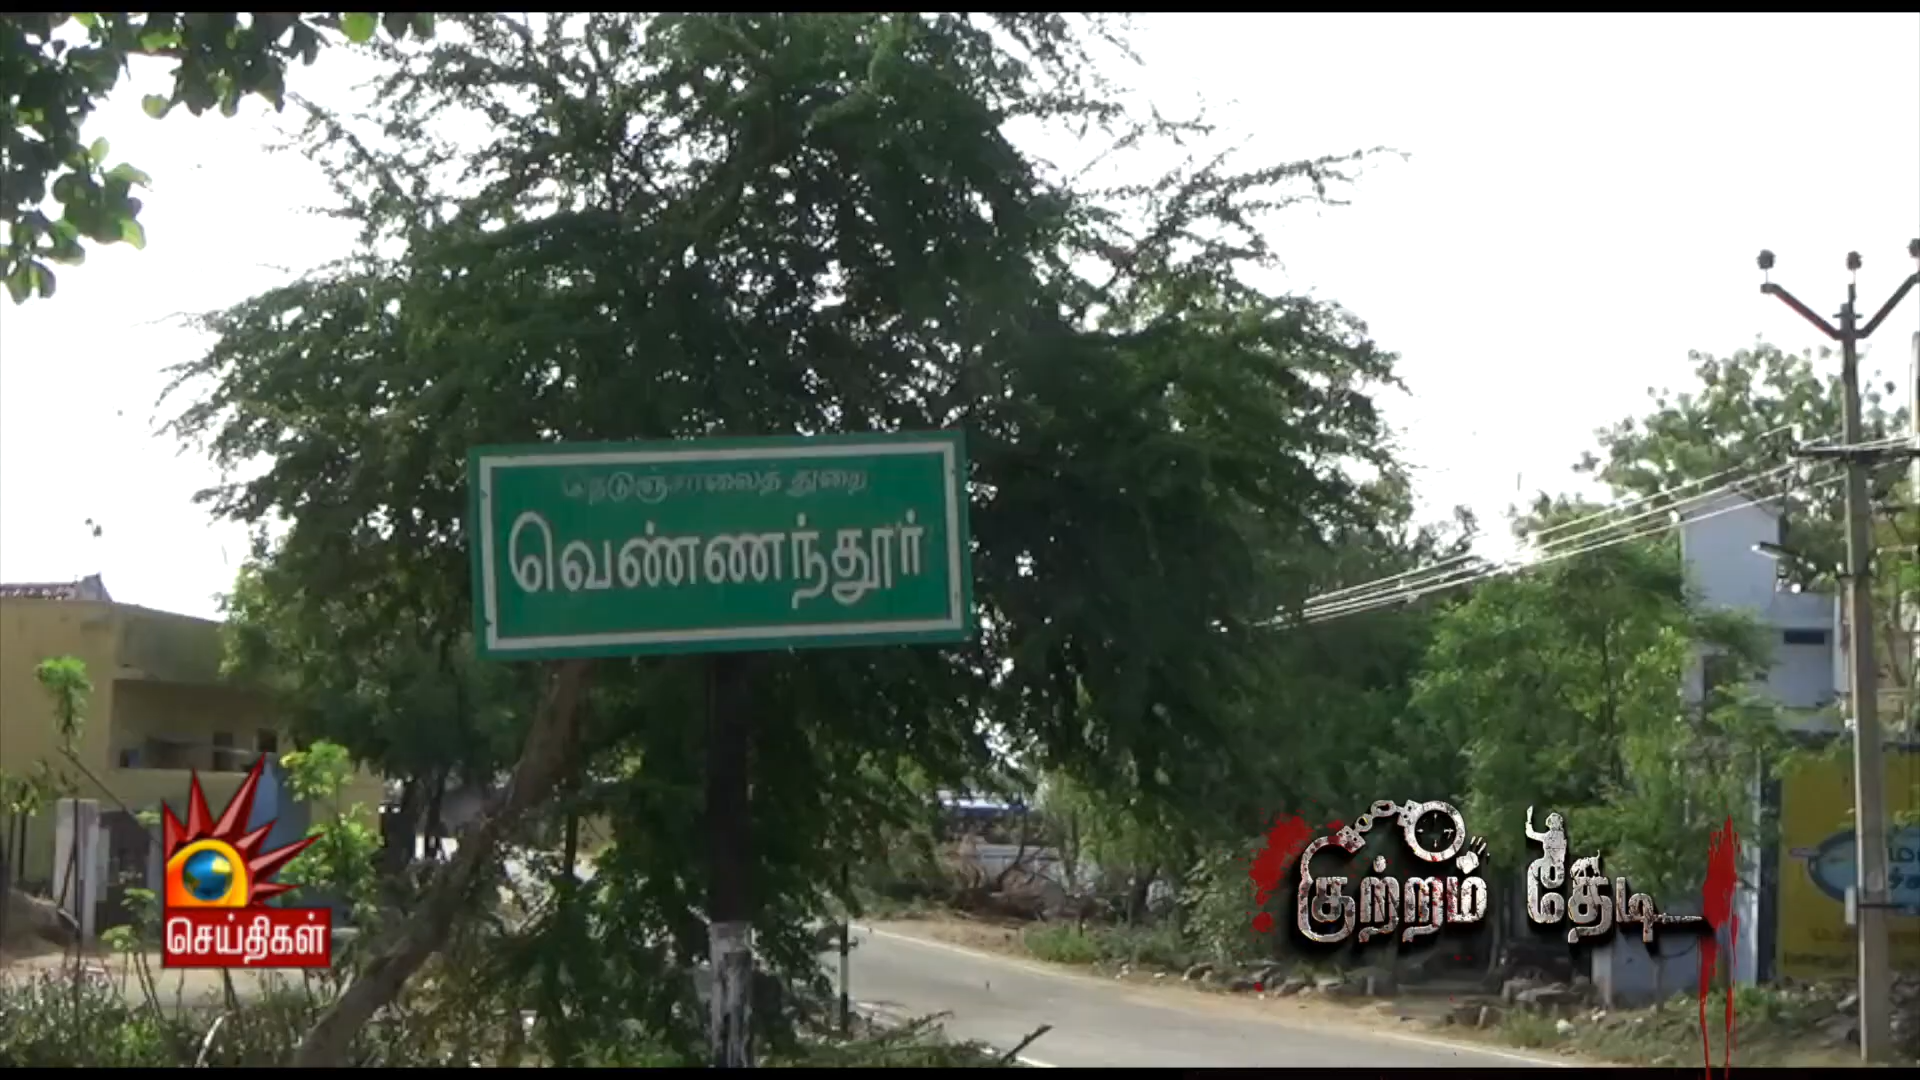 நெடுஞ்சாலைத் துறை
வெண்ணந்தூர்
செய்திகள்
குற்றம் தேடி